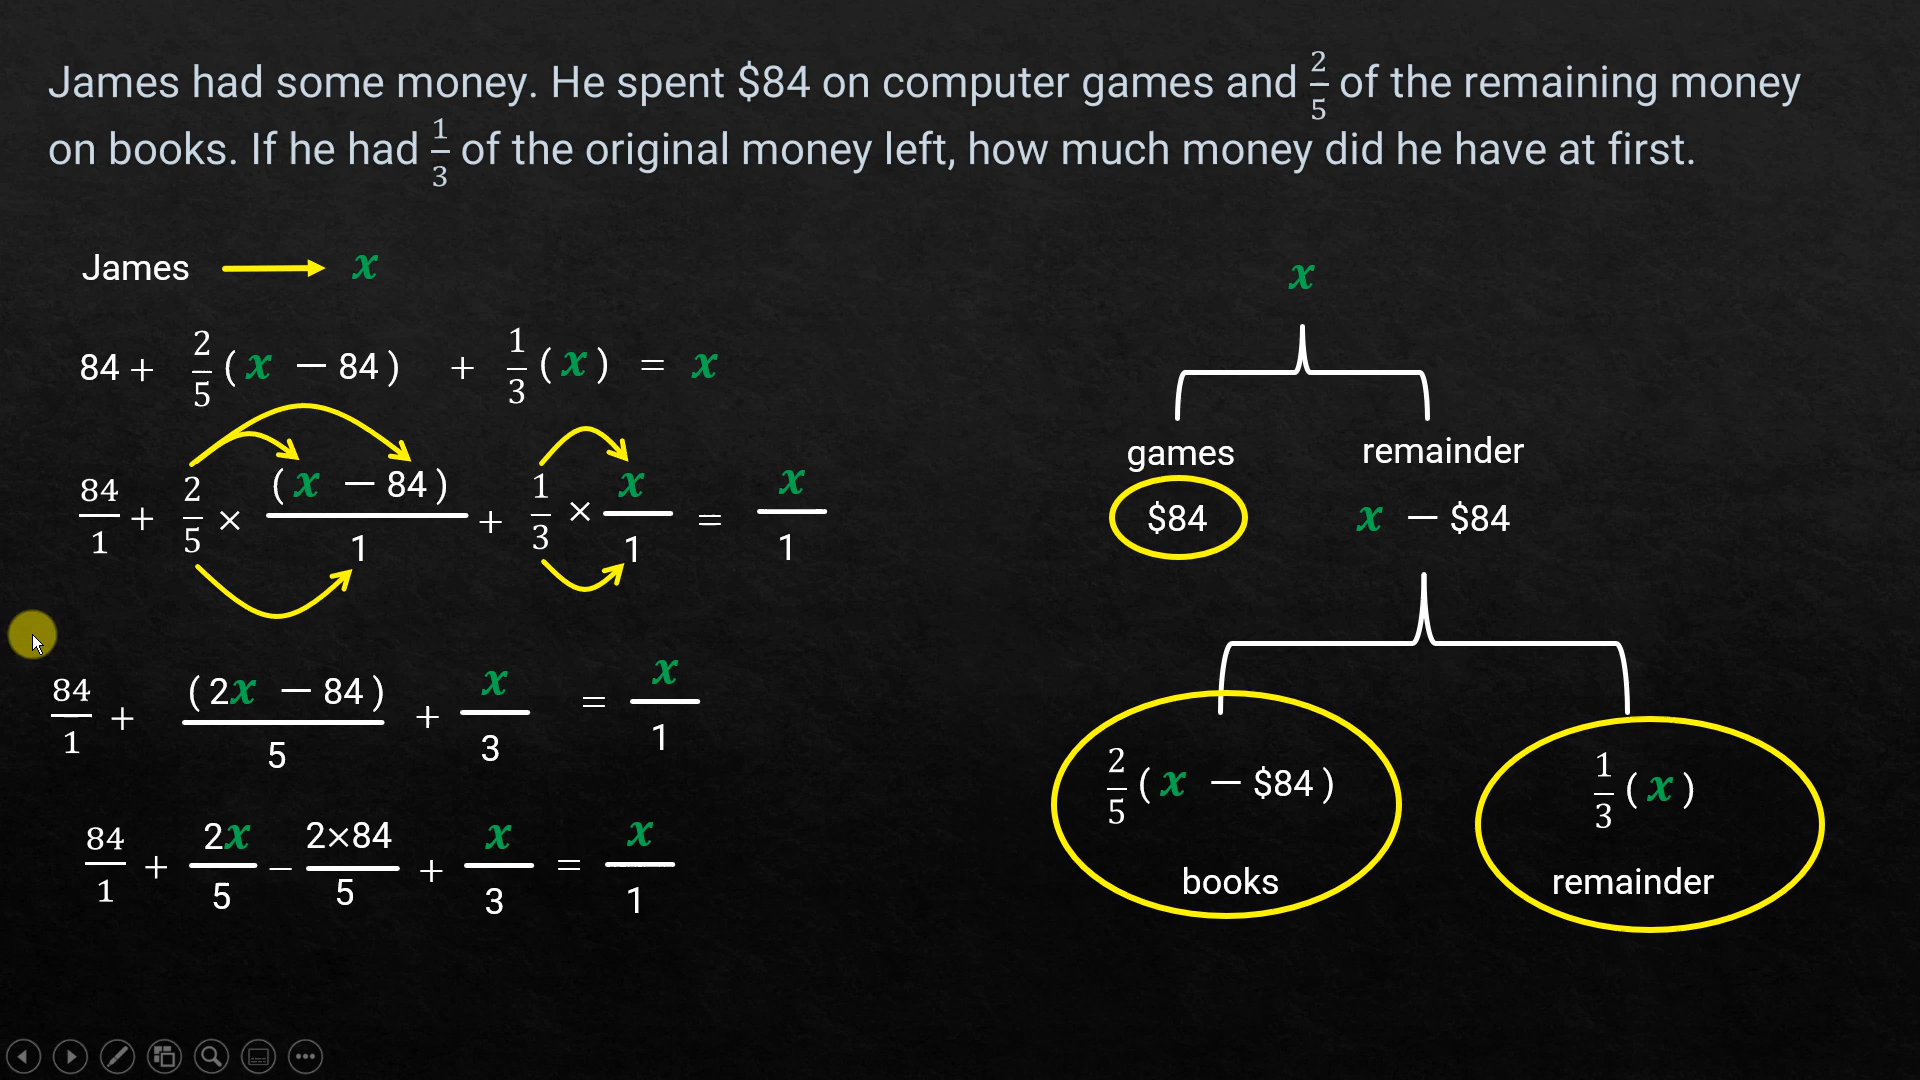 James had some money. He spent $84 on computer games and 2/5 of the remaining money
on books. If he had 1/3 of the original money left, how much money did he have at first.
James → x
84 + 2/5 ( x − 84 ) + 1/3 ( x ) = x
84/1 + 2/5 × ( x − 84 )/1 + 1/3 × x/1 = x/1
84/1 + ( 2x − 84 )/5 + x/3 = x/1
84/1 + 2x/5 − 2×84/5 + x/3 = x/1
x
games remainder
$84 x − $84
2/5 ( x − $84 ) 1/3 ( x )
books remainder